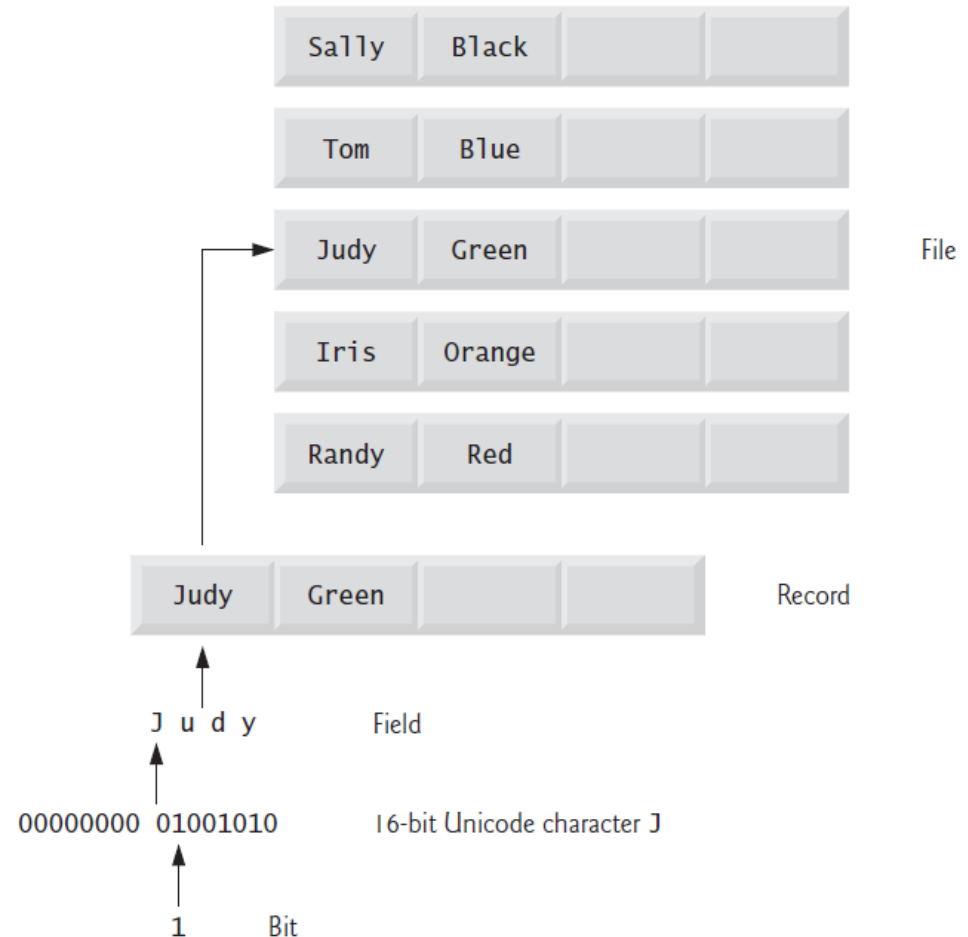 Sally Black
Tom Blue
Judy Green File
Iris Orange
Randy Red
Judy Green Record
J u d y Field
00000000 01001010 16-bit Unicode character J
1 Bit